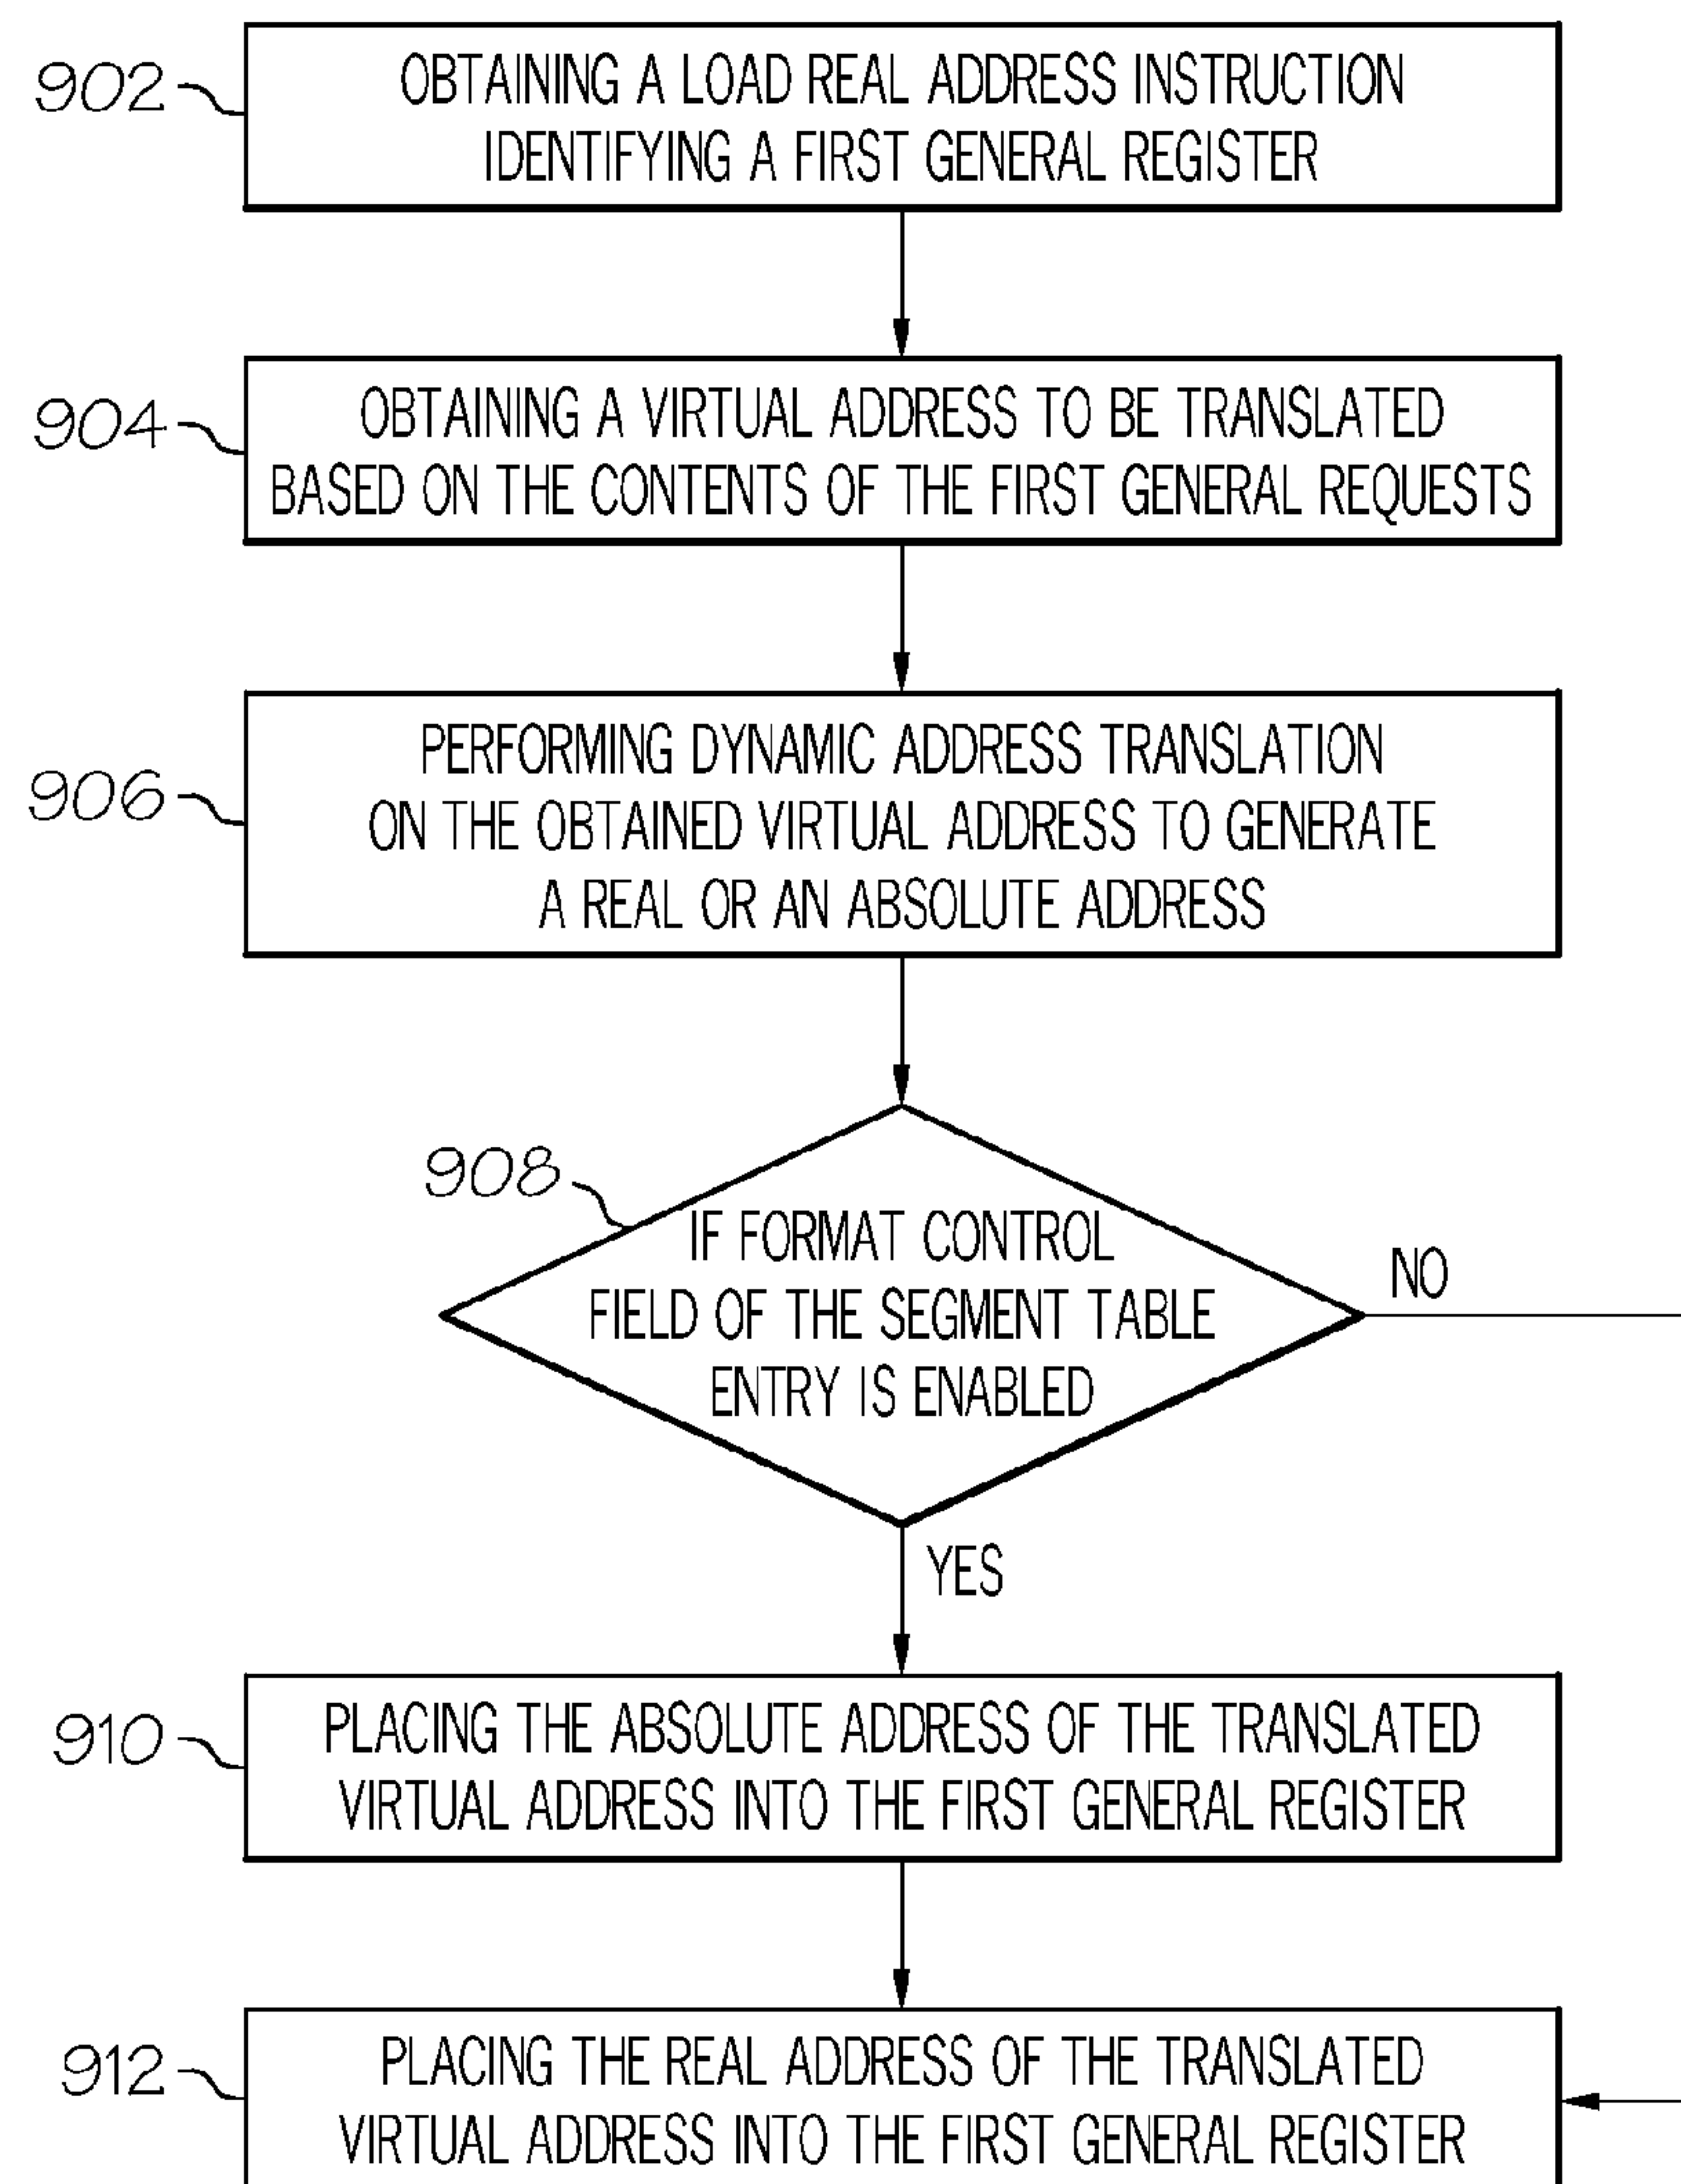 902
OBTAINING A LOAD REAL ADDRESS INSTRUCTION
IDENTIFYING A FIRST GENERAL REGISTER
904
OBTAINING A VIRTUAL ADDRESS TO BE TRANSLATED
BASED ON THE CONTENTS OF THE FIRST GENERAL REQUESTS
906
PERFORMING DYNAMIC ADDRESS TRANSLATION
ON THE OBTAINED VIRTUAL ADDRESS TO GENERATE
A REAL OR AN ABSOLUTE ADDRESS
908
IF FORMAT CONTROL
FIELD OF THE SEGMENT TABLE
ENTRY IS ENABLED
NO
YES
910
PLACING THE ABSOLUTE ADDRESS OF THE TRANSLATED
VIRTUAL ADDRESS INTO THE FIRST GENERAL REGISTER
912
PLACING THE REAL ADDRESS OF THE TRANSLATED
VIRTUAL ADDRESS INTO THE FIRST GENERAL REGISTER